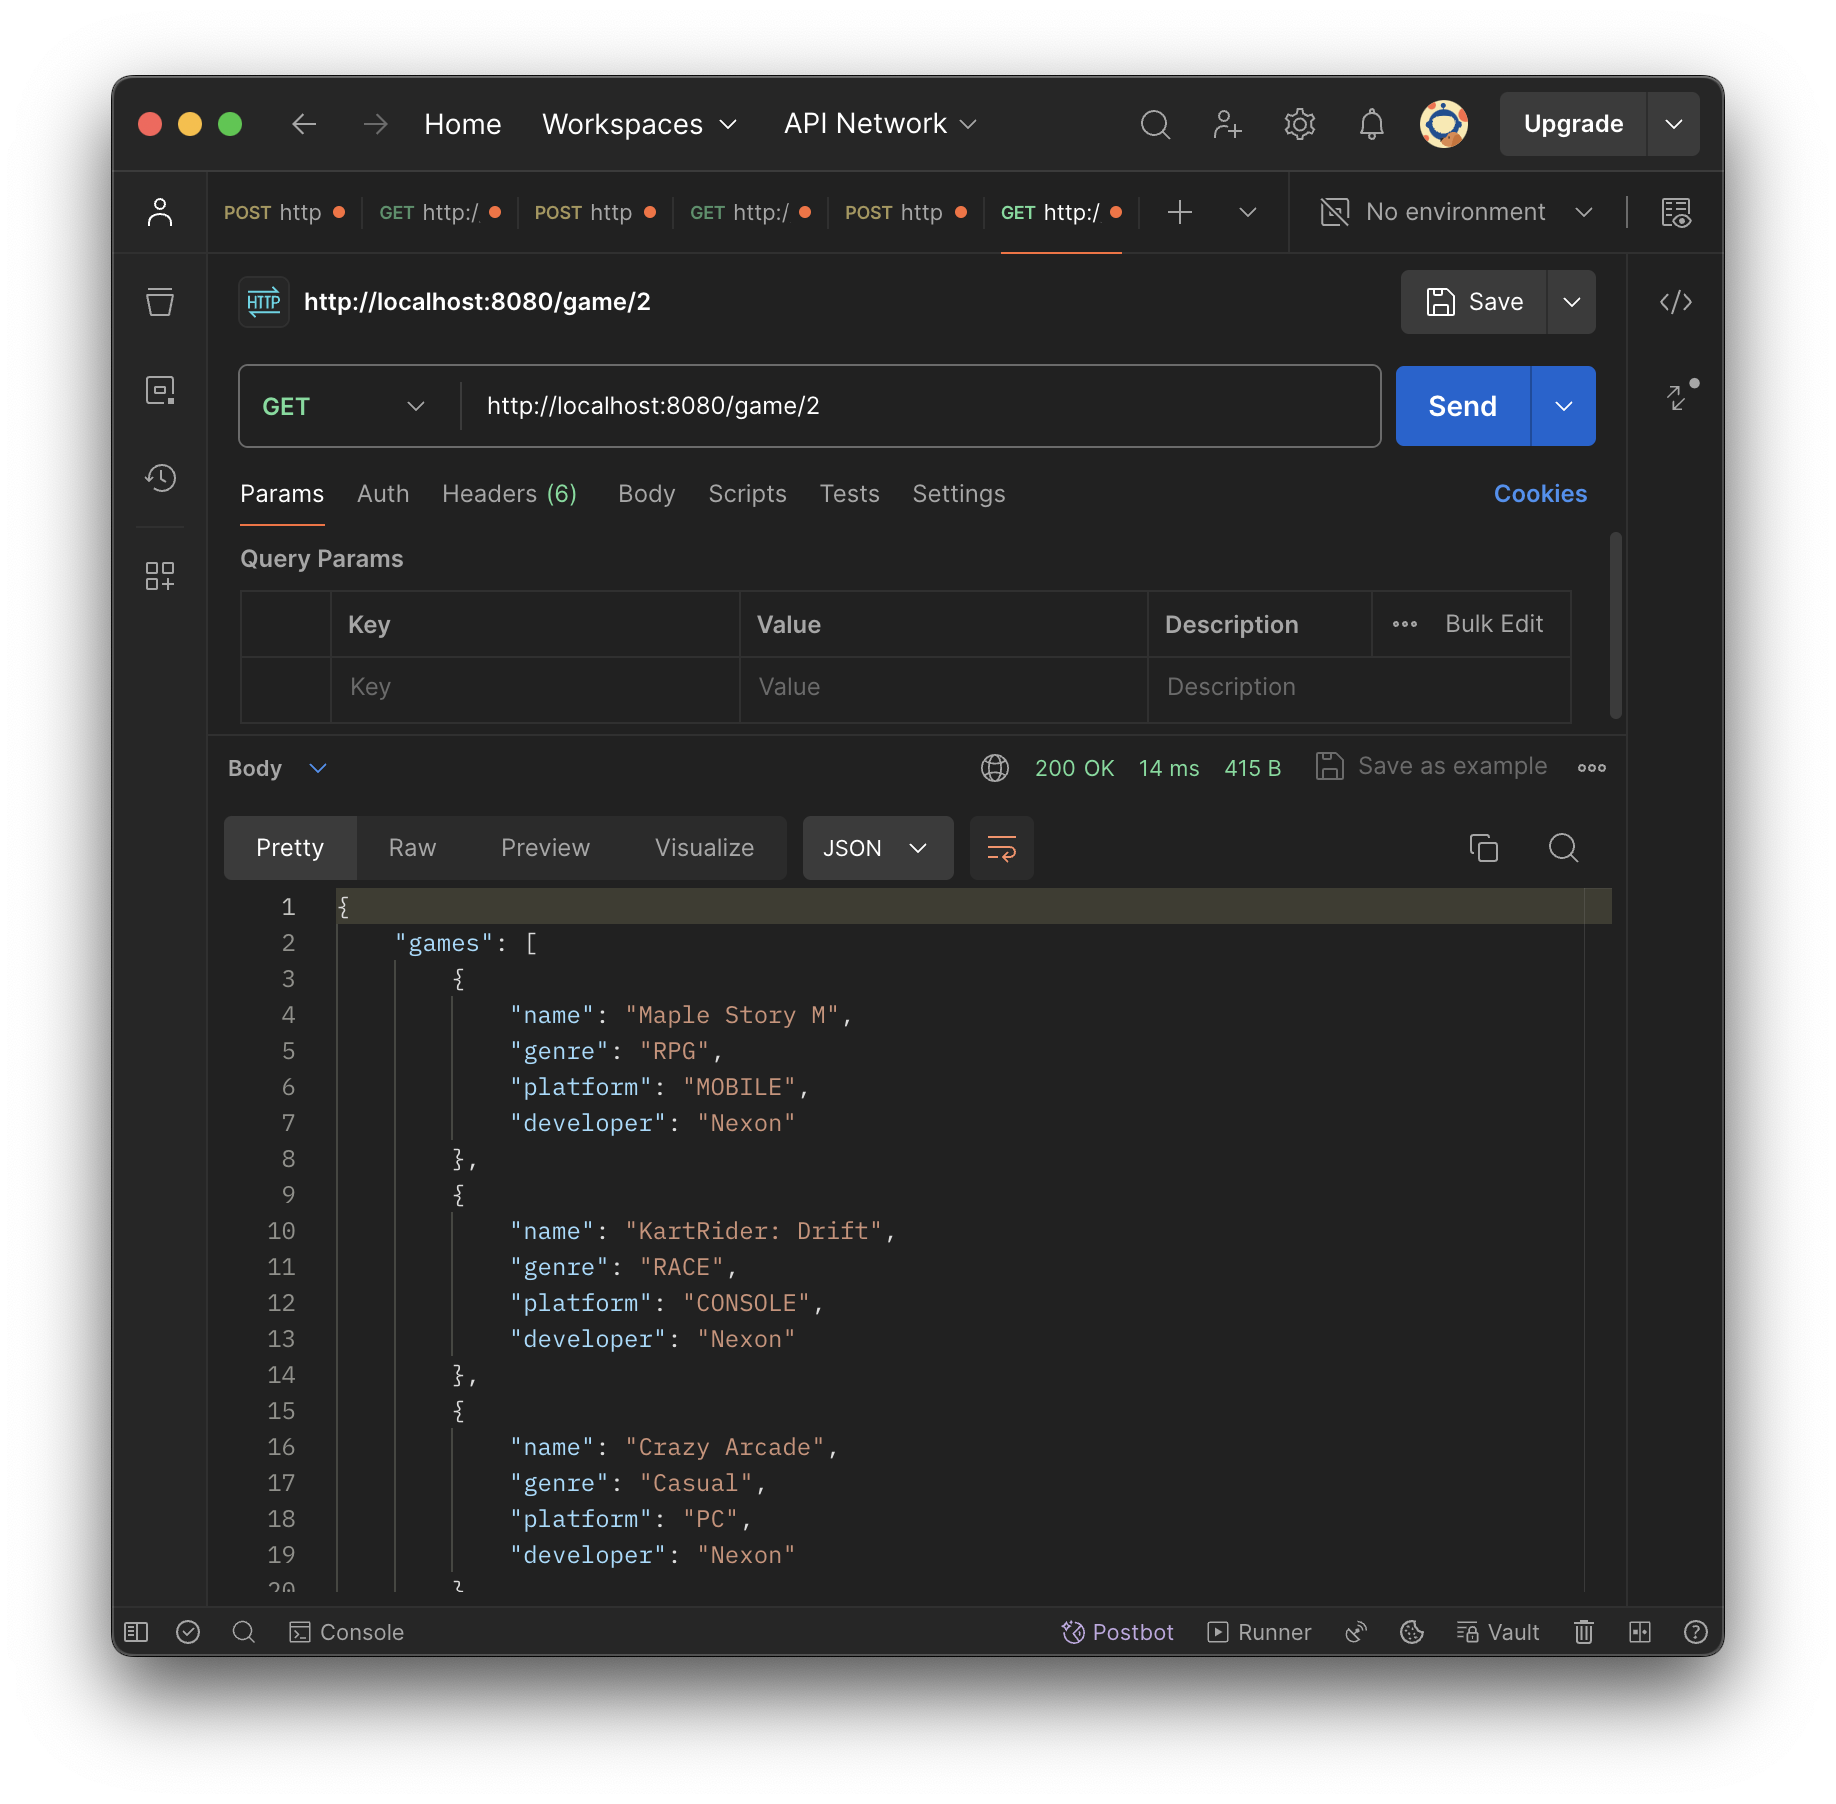 Home Workspaces API Network Upgrade
POST http GET http:/ POST http GET http:/ POST http GET http:/ No environment
HTTP http://localhost:8080/game/2 Save
GET http://localhost:8080/game/2 Send
Params Auth Headers (6) Body Scripts Tests Settings Cookies
Query Params
Key Value Description Bulk Edit
Key Value Description
Body 200 OK 14 ms 415 B Save as example
Pretty Raw Preview Visualize JSON
1 {
2 "games": [
3 {
4 "name": "Maple Story M",
5 "genre": "RPG",
6 "platform": "MOBILE",
7 "developer": "Nexon"
8 },
9 {
10 "name": "KartRider: Drift",
11 "genre": "RACE",
12 "platform": "CONSOLE",
13 "developer": "Nexon"
14 },
15 {
16 "name": "Crazy Arcade",
17 "genre": "Casual",
18 "platform": "PC",
19 "developer": "Nexon"
20 }
Console Postbot Runner Vault